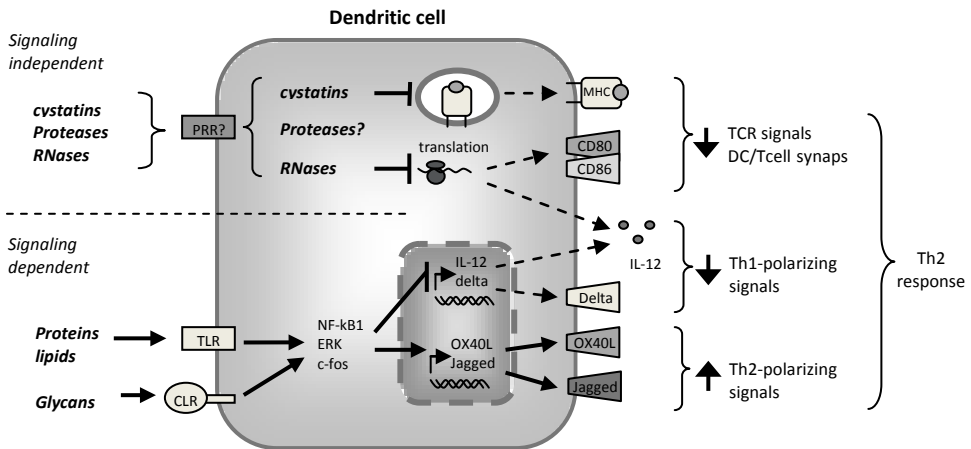 Dendritic cell
Signaling
independent
cystatins
Proteases
RNases
PRR?
cystatins
Proteases?
RNases
translation
MHC
CD80
CD86
TCR signals
DC/Tcell synaps
Signaling
dependent
IL-12
delta
IL-12
Delta
Th1-polarizing
signals
Th2
response
Proteins
lipids
TLR
NF-kB1
ERK
c-fos
OX40L
Jagged
OX40L
Jagged
Th2-polarizing
signals
Glycans
CLR